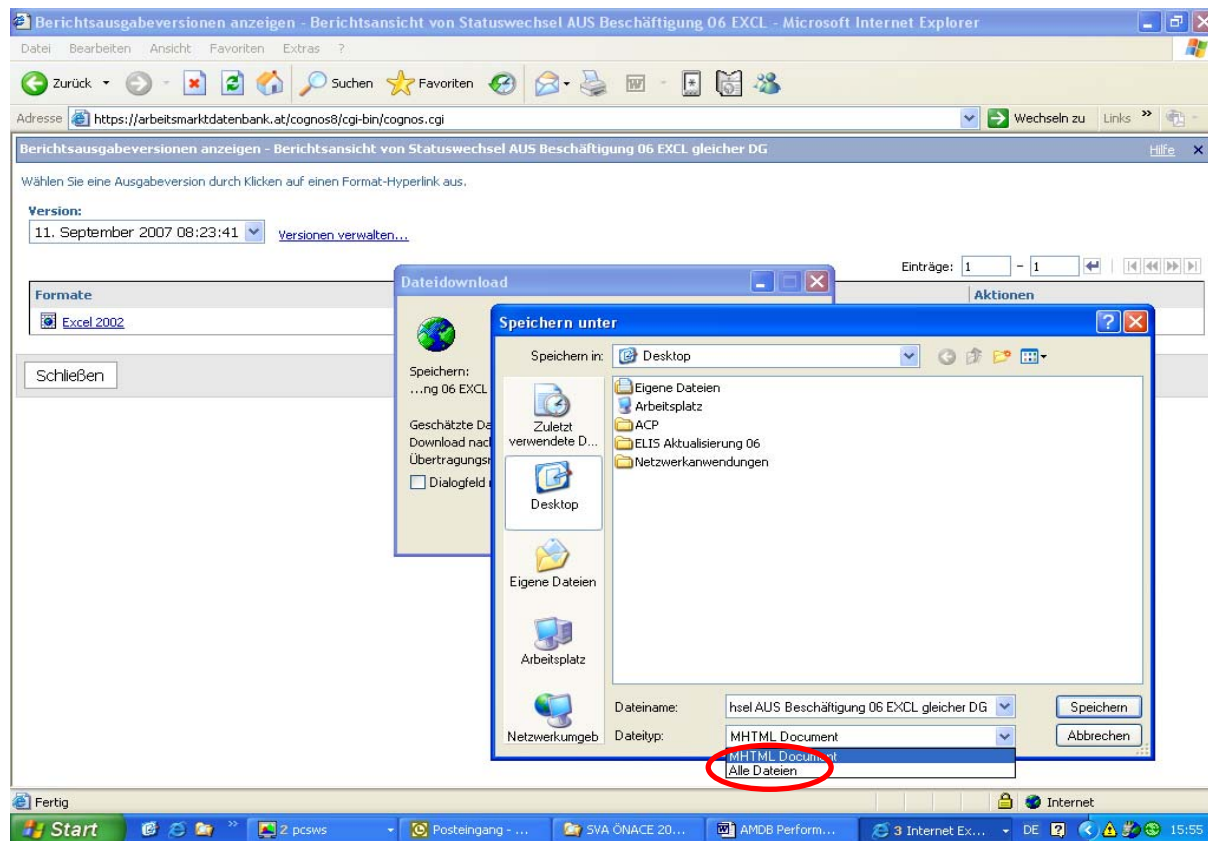 Berichtsausgabeversionen anzeigen - Berichtsansicht von Statuswechsel AUS Beschäftigung 06 EXCL - Microsoft Internet Explorer
Datei Bearbeiten Ansicht Favoriten Extras ?
Zurück Suchen Favoriten
Adresse https://arbeitsmarktdatenbank.at/cognos8/cgi-bin/cognos.cgi Wechseln zu Links »
Berichtsausgabeversionen anzeigen - Berichtsansicht von Statuswechsel AUS Beschäftigung 06 EXCL gleicher DG Hilfe
Wählen Sie eine Ausgabeversion durch Klicken auf einen Format-Hyperlink aus.
Version:
11. September 2007 08:23:41 Versionen verwalten...
Einträge: 1 - 1
Formate Aktionen
Excel 2002
Schließen
Dateidownload
Speichern:
...ng 06 EXCL
Geschätzte Da
Download nach
Übertragungsr
Dialogfeld
Speichern unter
Speichern in: Desktop
Zuletzt
verwendete D...
Desktop
Eigene Dateien
Arbeitsplatz
Netzwerkumgeb
Eigene Dateien
Arbeitsplatz
ACP
ELIS Aktualisierung 06
Netzwerkanwendungen
Dateiname: hsel AUS Beschäftigung 06 EXCL gleicher DG Speichern
Dateityp: MHTML Document Abbrechen
MHTML Document
Alle Dateien
Fertig Internet
Start » 2 pcsws Posteingang - ... SVA ÖNACE 20... AMDB Perform... 3 Internet Ex... DE 15:55